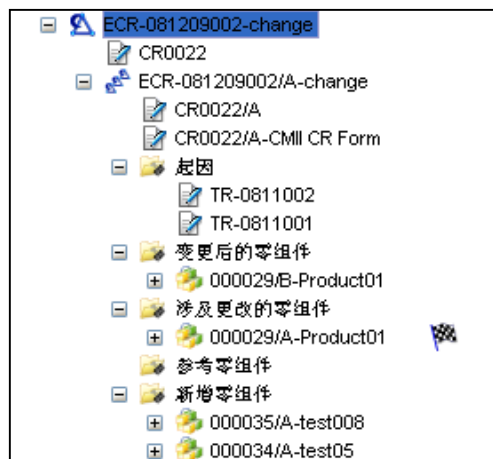 ECR-081209002-change
CR0022
ECR-081209002/A-change
CR0022/A
CR0022/A-CMII CR Form
起因
TR-0811002
TR-0811001
变更后的零组件
000029/B-Product01
涉及更改的零组件
000029/A-Product01
参考零组件
新增零组件
000035/A-test008
000034/A-test05